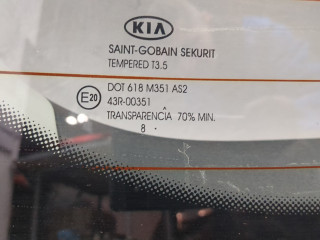 KIA
SAINT-GOBAIN SEKURIT
TEMPERED T3.5
DOT 618 M351 AS2
E20 43R-00351
TRANSPARENCIA 70% MIN.
8 .